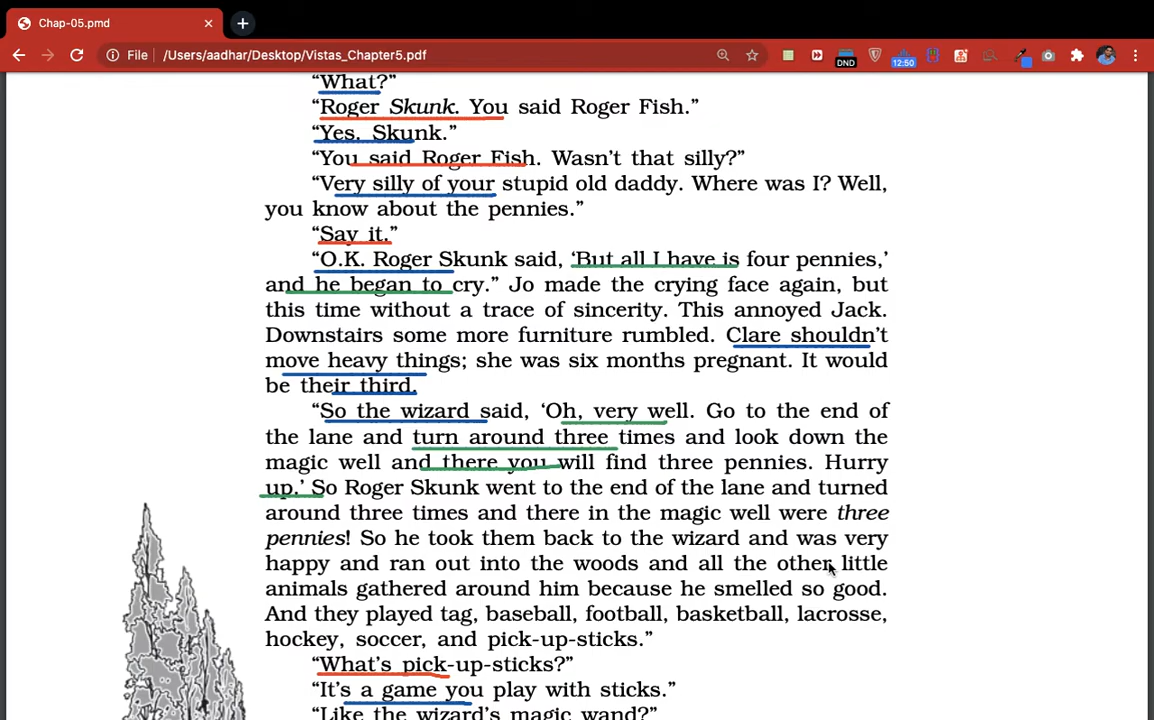 Chap-05.pmd
File /Users/aadhar/Desktop/Vistas_Chapter5.pdf
DND
12:50
“What?”
“Roger Skunk. You said Roger Fish.”
“Yes. Skunk.”
“You said Roger Fish. Wasn’t that silly?”
“Very silly of your stupid old daddy. Where was I? Well,
you know about the pennies.”
“Say it.”
“O.K. Roger Skunk said, ‘But all I have is four pennies,’
and he began to cry.” Jo made the crying face again, but
this time without a trace of sincerity. This annoyed Jack.
Downstairs some more furniture rumbled. Clare shouldn’t
move heavy things; she was six months pregnant. It would
be their third.
“So the wizard said, ‘Oh, very well. Go to the end of
the lane and turn around three times and look down the
magic well and there you will find three pennies. Hurry
up.’ So Roger Skunk went to the end of the lane and turned
around three times and there in the magic well were three
pennies! So he took them back to the wizard and was very
happy and ran out into the woods and all the other little
animals gathered around him because he smelled so good.
And they played tag, baseball, football, basketball, lacrosse,
hockey, soccer, and pick-up-sticks.”
“What’s pick-up-sticks?”
“It’s a game you play with sticks.”
“Like the wizard’s magic wand?”